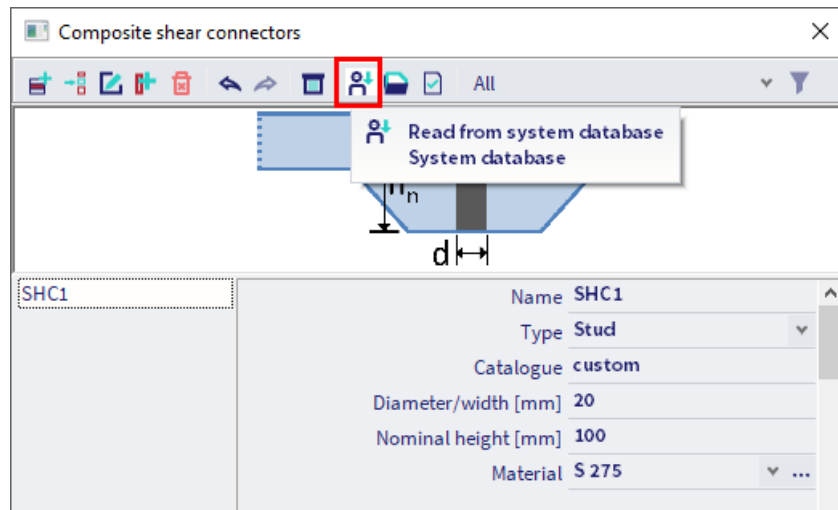 Composite shear connectors
All
Read from system database
System database
n
d
SHC1
Name SHC1
Type Stud
Catalogue custom
Diameter/width [mm] 20
Nominal height [mm] 100
Material S 275 ...